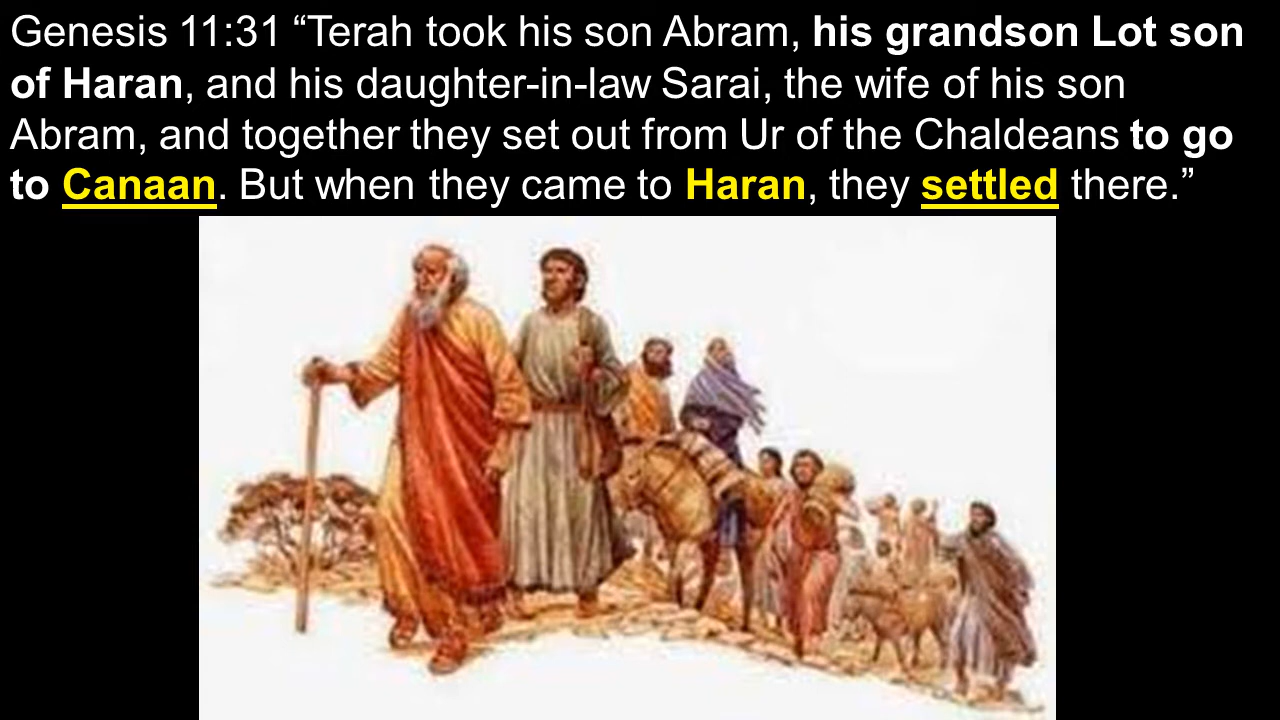 Genesis 11:31 “Terah took his son Abram, his grandson Lot son
of Haran, and his daughter-in-law Sarai, the wife of his son
Abram, and together they set out from Ur of the Chaldeans to go
to Canaan. But when they came to Haran, they settled there.”